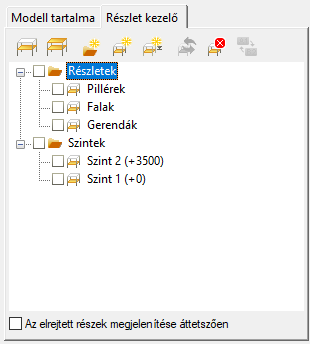 Modell tartalma Részlet kezelő
Részletek
Pillérek
Falak
Gerendák
Szintek
Szint 2 (+3500)
Szint 1 (+0)
Az elrejtett részek megjelenítése áttetszően